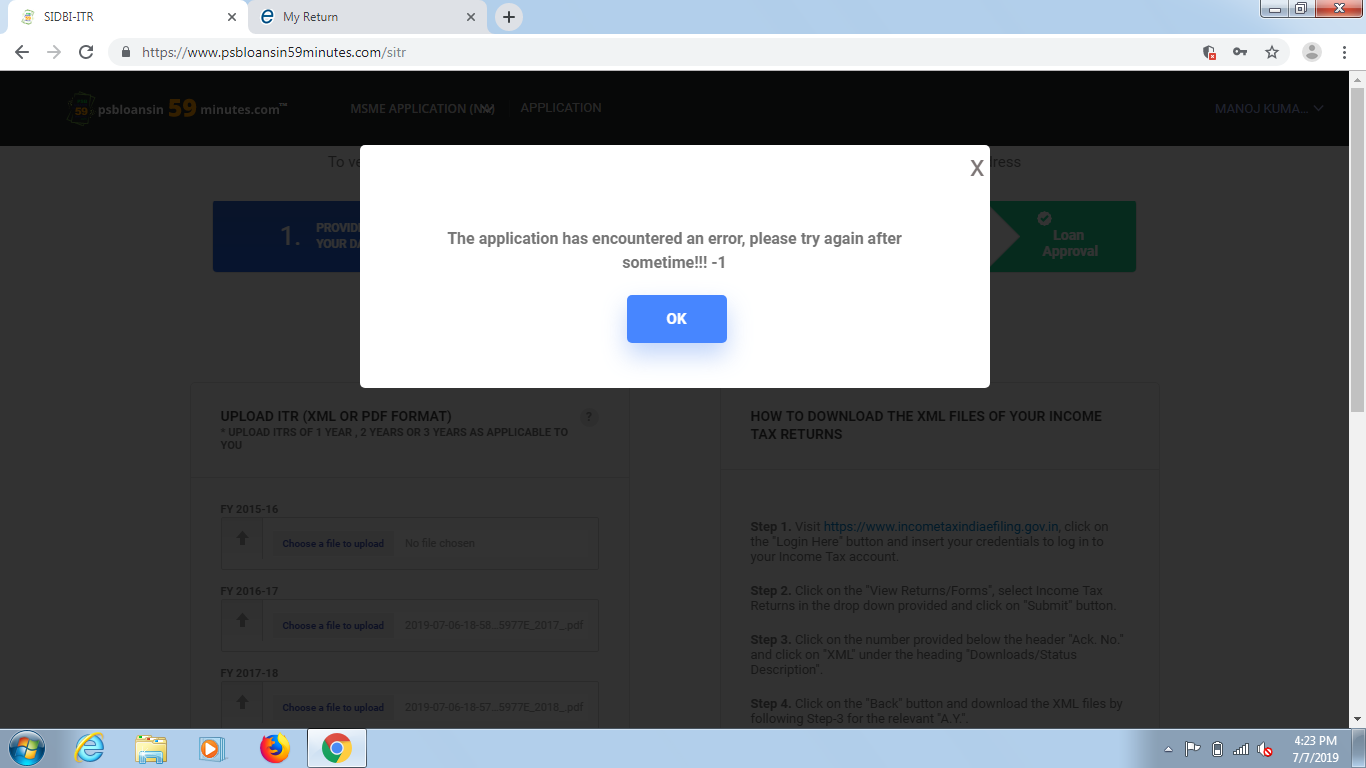 SIDBI-ITR
My Return
https://www.psbloansin59minutes.com/sitr
psbloansin 59 minutes.com™
MSME APPLICATION
APPLICATION
MANOJ KUMA...
To
The application has encountered an error, please try again after
sometime!!! -1
OK
X
1.
Loan
Approval
UPLOAD ITR (XML OR PDF FORMAT)
?
* UPLOAD ITRS OF 1 YEAR , 2 YEARS OR 3 YEARS AS APPLICABLE TO
YOU
FY 2015-16
Choose a file to upload No file chosen
FY 2016-17
Choose a file to upload 2019-07-06-18-58...5977E_2017_.pdf
FY 2017-18
Choose a file to upload 2019-07-06-18-57...5977E_2018_.pdf
HOW TO DOWNLOAD THE XML FILES OF YOUR INCOME
TAX RETURNS
Step 1. Visit https://www.incometaxindiaefiling.gov.in, click on
the "Login Here" button and insert your credentials to log in to
your Income Tax account.
Step 2. Click on the "View Returns/Forms", select Income Tax
Returns in the drop down provided and click on "Submit" button.
Step 3. Click on the number provided below the header "Ack. No."
and click on "XML" under the heading "Downloads/Status
Description".
Step 4. Click on the "Back" button and download the XML files by
following Step-3 for the relevant "A.Y.".
4:23 PM
7/7/2019